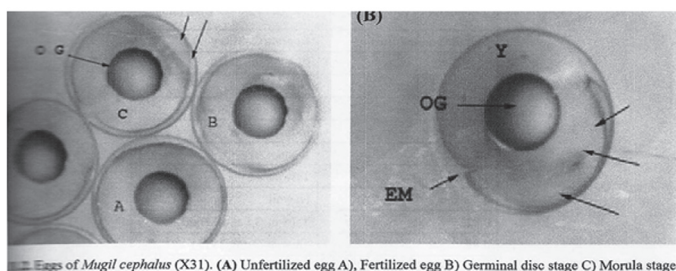 (B)
O G
C
B
A
Y
OG
EM
Eggs of Mugil cephalus (X31). (A) Unfertilized egg A), Fertilized egg B) Germinal disc stage C) Morula stage